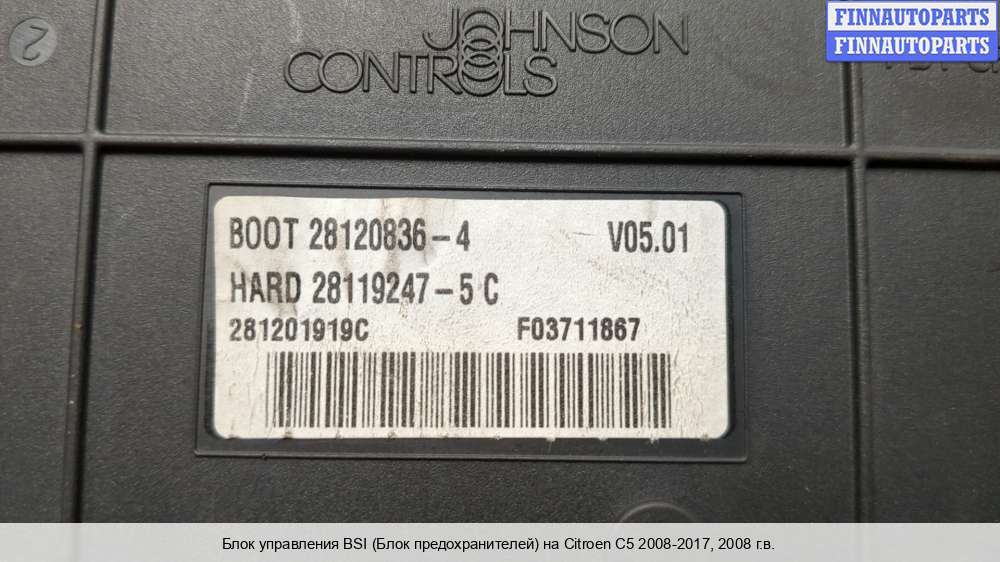 2
JOHNSON
CONTROLS
FINNAUTOPARTS
FINNAUTOPARTS
BOOT 28120836-4 V05.01
HARD 28119247-5 C
281201919C F03711867
Блок управления BSI (Блок предохранителей) на Citroen C5 2008-2017, 2008 г.в.